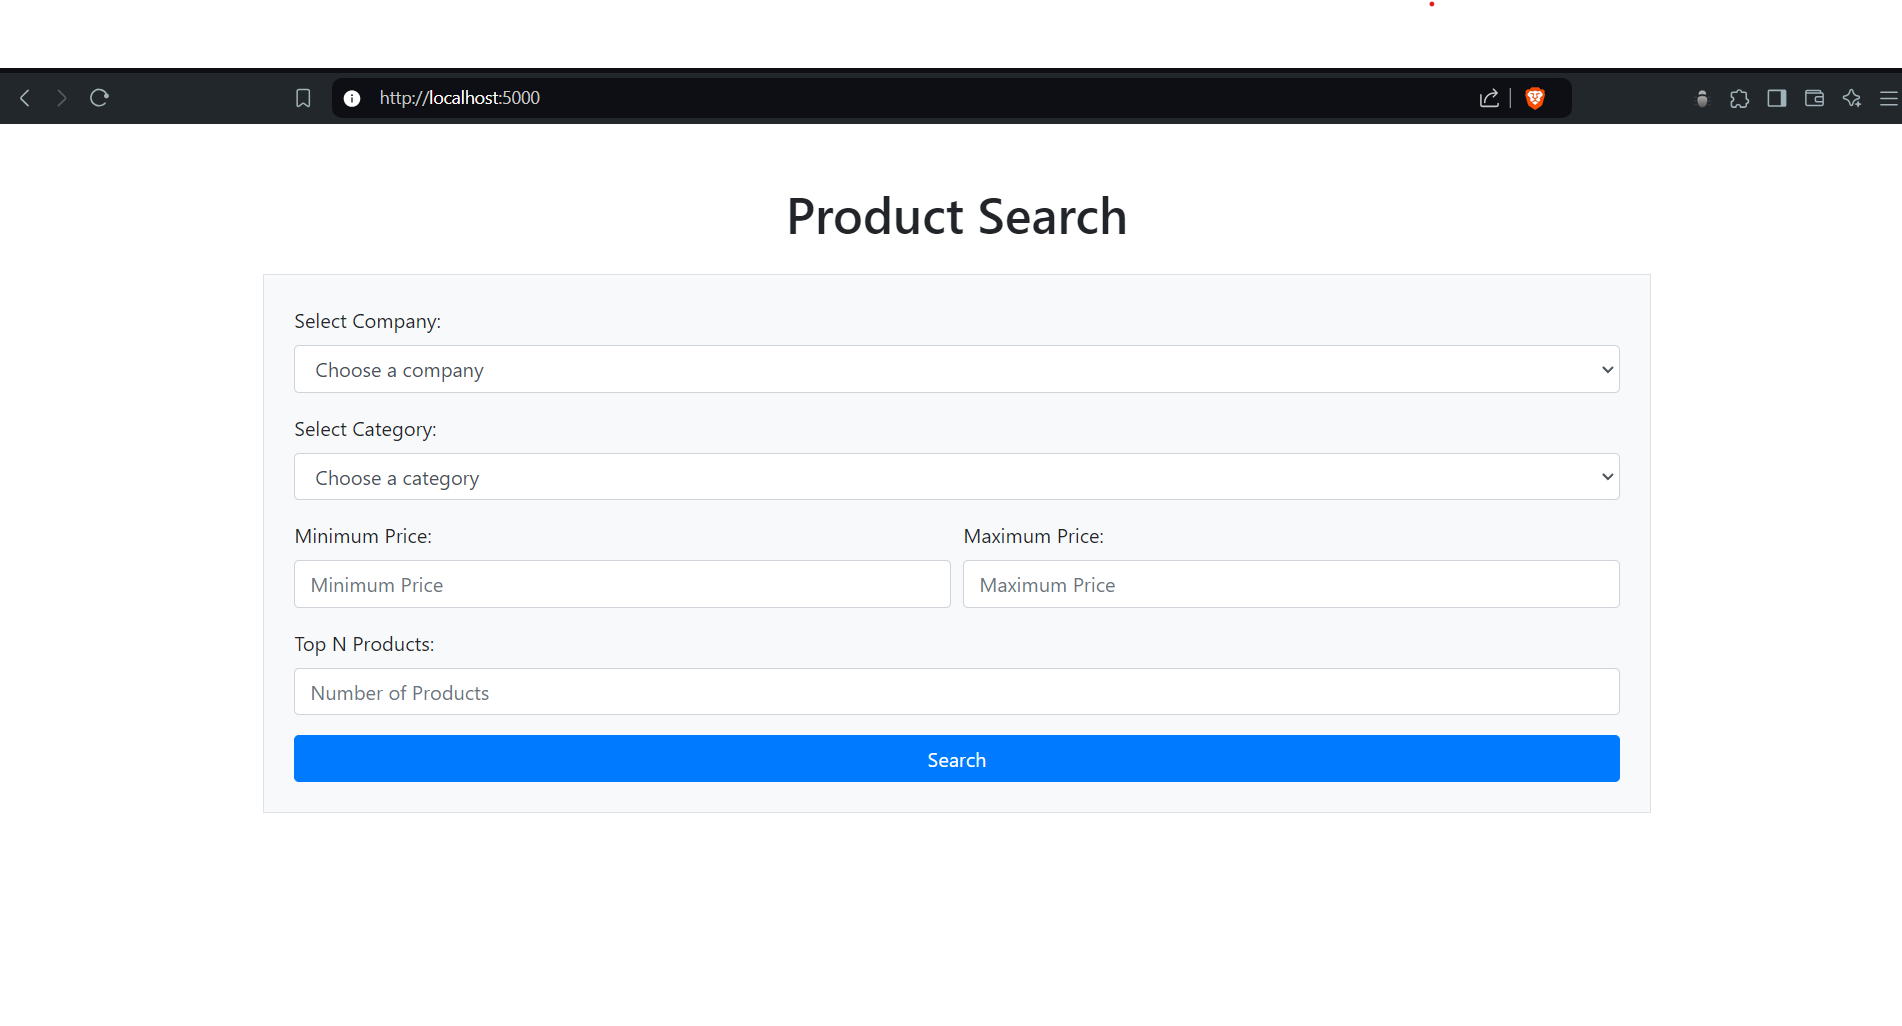 http://localhost:5000
Product Search
Select Company:
Choose a company
Select Category:
Choose a category
Minimum Price:
Maximum Price:
Minimum Price
Maximum Price
Top N Products:
Number of Products
Search